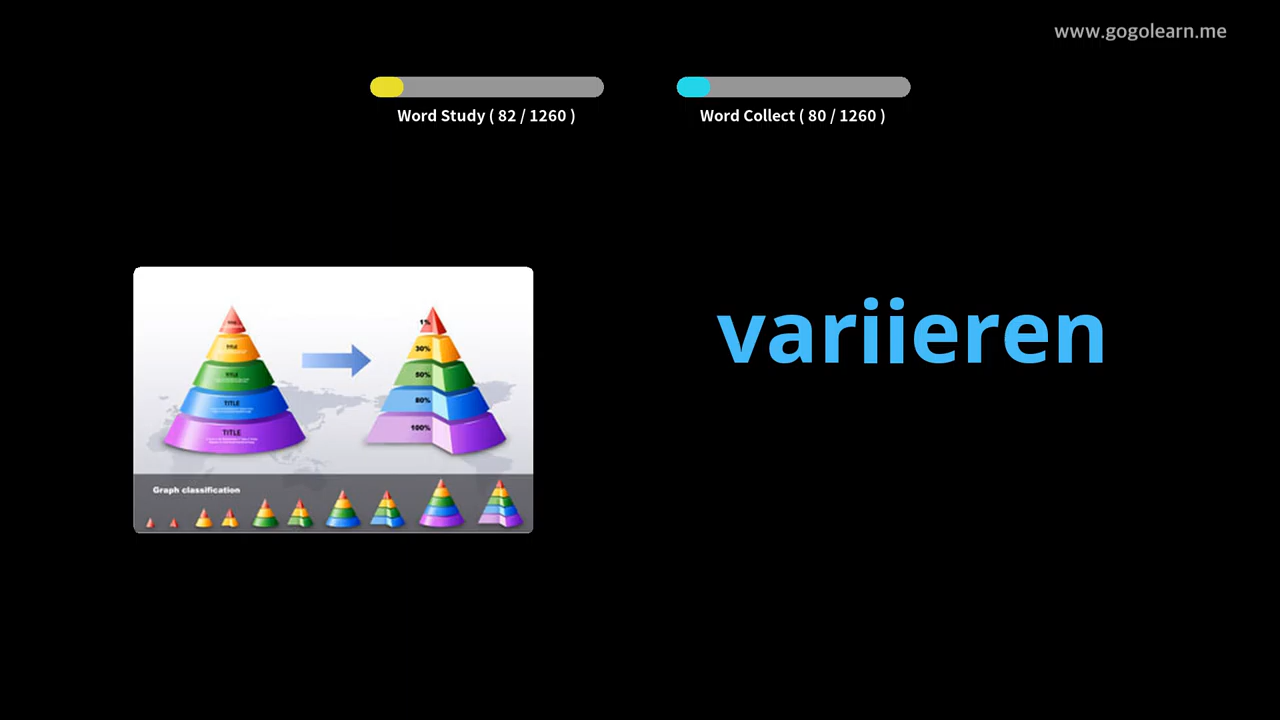 www.gogolearn.me
Word Study ( 82 / 1260 )
Word Collect ( 80 / 1260 )
variieren
TITLE
TITLE
TITLE
TITLE
1%
30%
50%
80%
100%
Graph classification